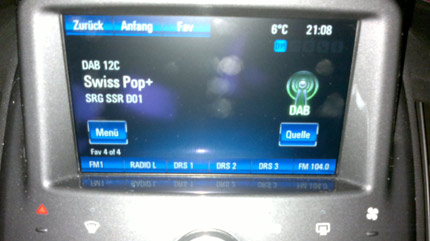 Zurück Anfang Fav 6°C 21:08
DAB 12C
Swiss Pop+
SRG SSR D01
DAB
Menü Quelle
Fav 4 of 4
FM1 RADIO L DRS 1 DRS 2 DRS 3 FM 104.0